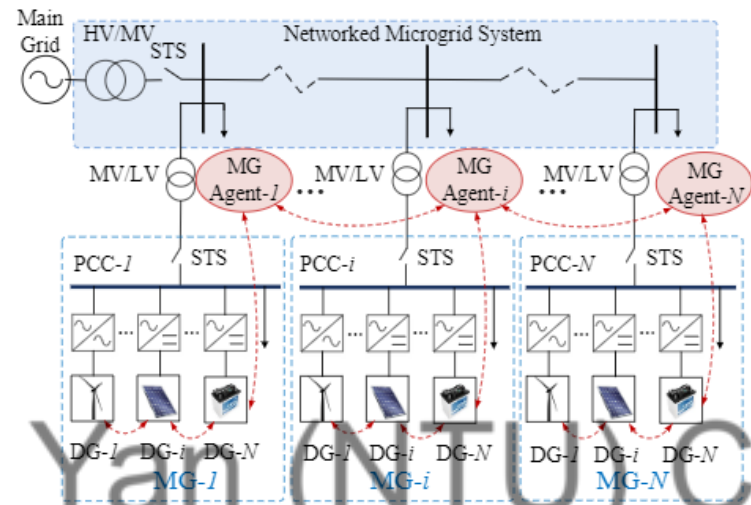 Main
Grid
HV/MV
STS
Networked Microgrid System
MV/LV
MG
Agent-1
...
MV/LV
MG
Agent-i
...
MV/LV
MG
Agent-N
PCC-1
STS
PCC-i
STS
PCC-N
STS
... ...
... ...
... ...
DG-1 DG-i DG-N
DG-1 DG-i DG-N
DG-1 DG-i DG-N
MG-1
MG-i
MG-N
Yan (NTU) C